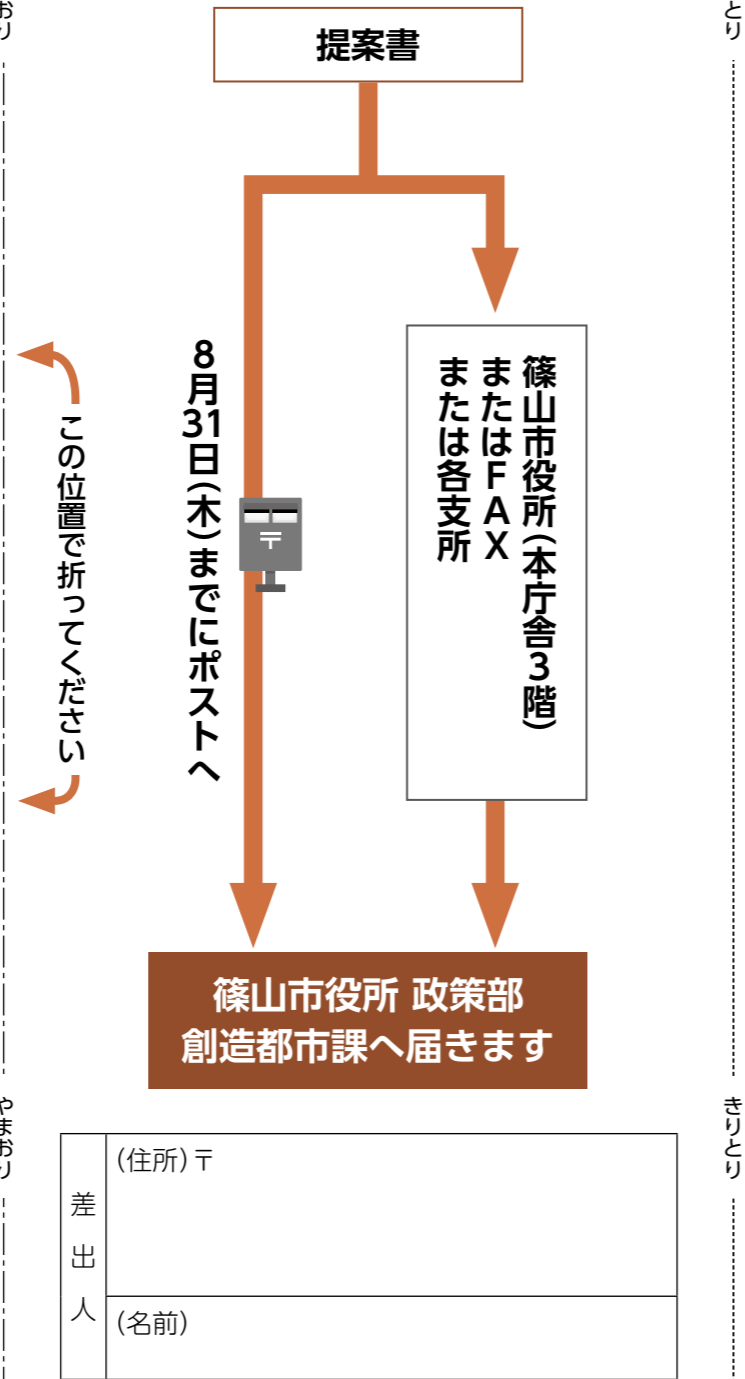 提案書
篠山市役所(本庁舎3階)
またはFAX
または各支所
8月31日(木)までにポストへ
〒
この位置で折ってください
篠山市役所 政策部
創造都市課へ届きます
差出人
(住所)〒
(名前)
とり
きりとり
おり
やまおり